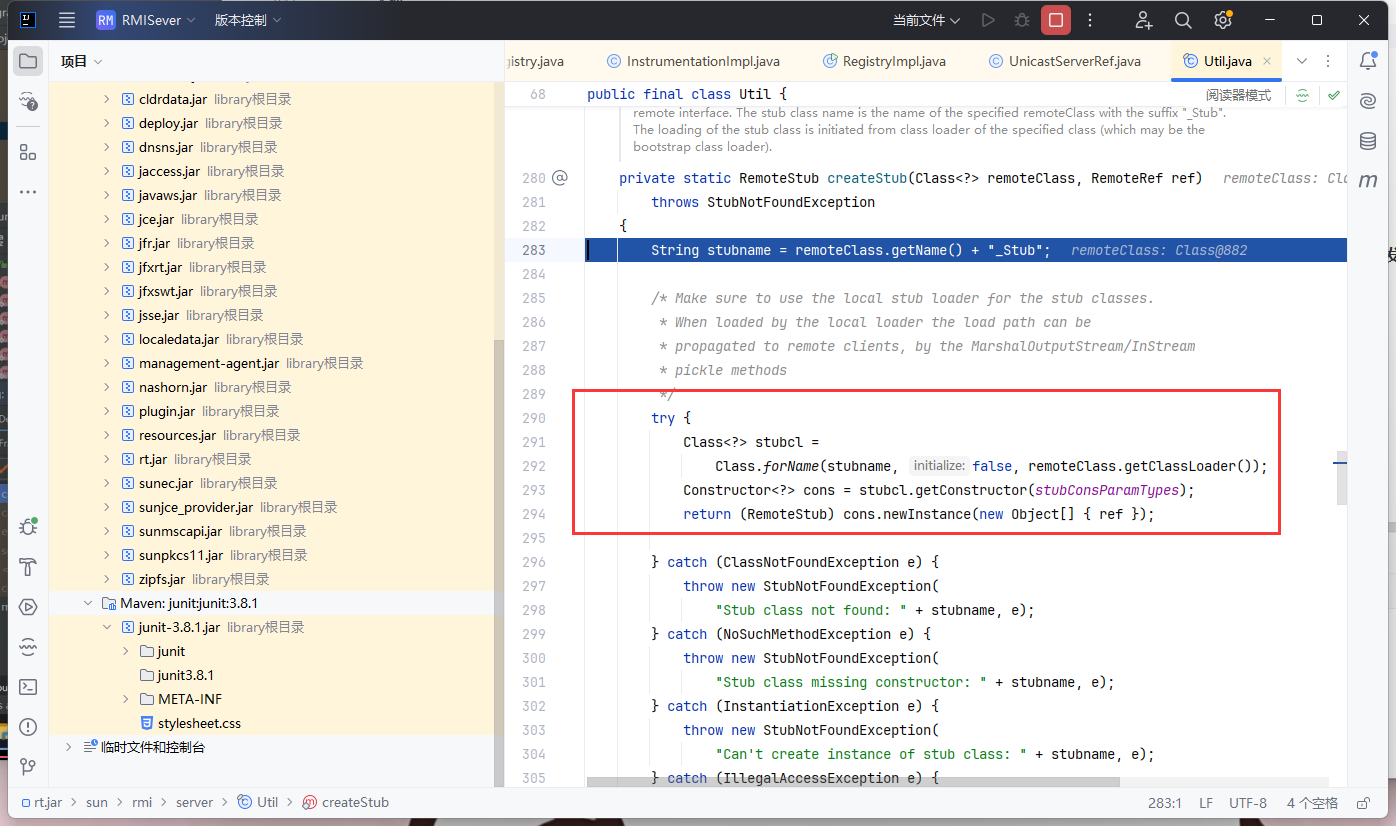 RM RMISever 版本控制 当前文件
项目
istry.java InstrumentationImpl.java RegistryImpl.java UnicastServerRef.java Util.java
68 public final class Util { 阅读器模式
remote interface. The stub class name is the name of the specified remoteClass with the suffix "_Stub".
The loading of the stub class is initiated from class loader of the specified class (which may be the
bootstrap class loader).
280 @ private static RemoteStub createStub(Class<?> remoteClass, RemoteRef ref) remoteClass: Cla
281 throws StubNotFoundException
282 {
283 String stubname = remoteClass.getName() + "_Stub"; remoteClass: Class@882
284
285 /* Make sure to use the local stub loader for the stub classes.
286 * When loaded by the local loader the load path can be
287 * propagated to remote clients, by the MarshalOutputStream/InStream
288 * pickle methods
289 */
290 try {
291 Class<?> stubcl =
292 Class.forName(stubname, initialize: false, remoteClass.getClassLoader());
293 Constructor<?> cons = stubcl.getConstructor(stubConsParamTypes);
294 return (RemoteStub) cons.newInstance(new Object[] { ref });
295
296 } catch (ClassNotFoundException e) {
297 throw new StubNotFoundException(
298 "Stub class not found: " + stubname, e);
299 } catch (NoSuchMethodException e) {
300 throw new StubNotFoundException(
301 "Stub class missing constructor: " + stubname, e);
302 } catch (InstantiationException e) {
303 throw new StubNotFoundException(
304 "Can't create instance of stub class: " + stubname, e);
305 } catch (IllegalAccessException e) {
cldrdata.jar library根目录
deploy.jar library根目录
dnsns.jar library根目录
jaccess.jar library根目录
javaws.jar library根目录
jce.jar library根目录
jfr.jar library根目录
jfxrt.jar library根目录
jfxswt.jar library根目录
jsse.jar library根目录
localedata.jar library根目录
management-agent.jar library根目录
nashorn.jar library根目录
plugin.jar library根目录
resources.jar library根目录
rt.jar library根目录
sunec.jar library根目录
sunjce_provider.jar library根目录
sunmscapi.jar library根目录
sunpkcs11.jar library根目录
zipfs.jar library根目录
Maven: junit:junit:3.8.1
junit-3.8.1.jar library根目录
junit
junit3.8.1
META-INF
stylesheet.css
临时文件和控制台
rt.jar > sun > rmi > server > Util > createStub 283:1 LF UTF-8 4 个空格